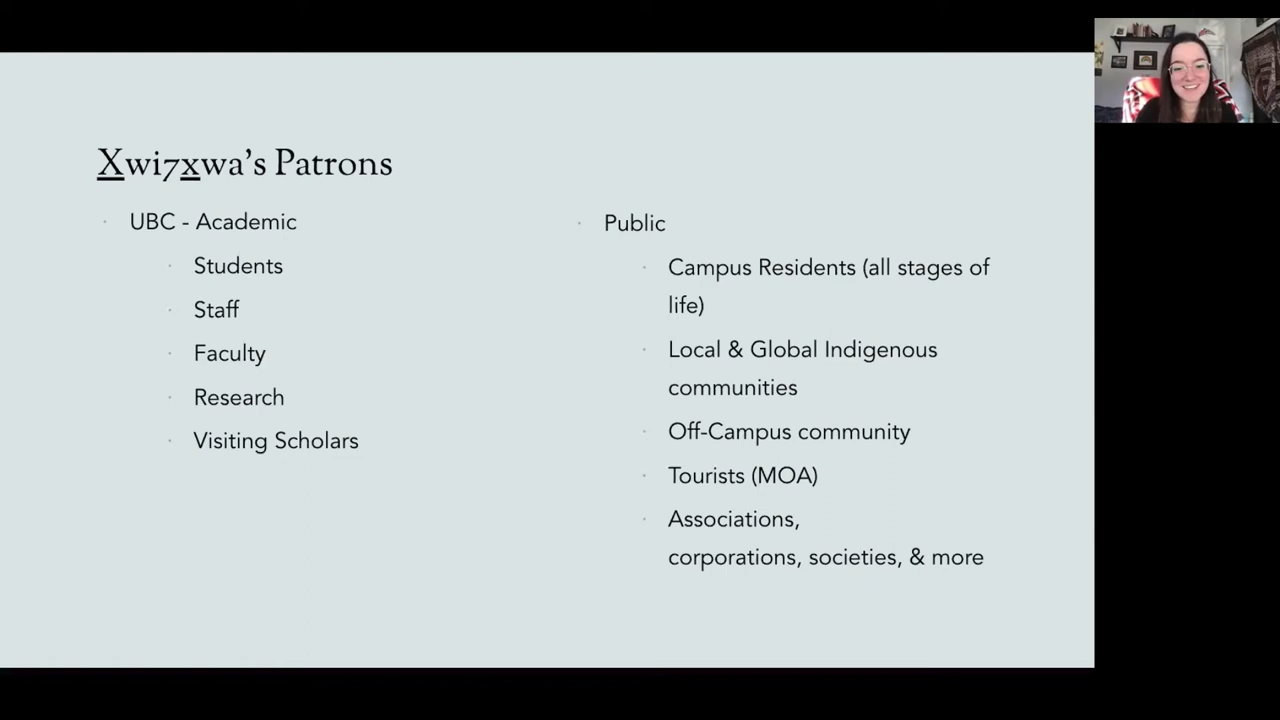 X̲wi7x̲wa’s Patrons
UBC - Academic
Students
Staff
Faculty
Research
Visiting Scholars
Public
Campus Residents (all stages of
life)
Local & Global Indigenous
communities
Off-Campus community
Tourists (MOA)
Associations,
corporations, societies, & more